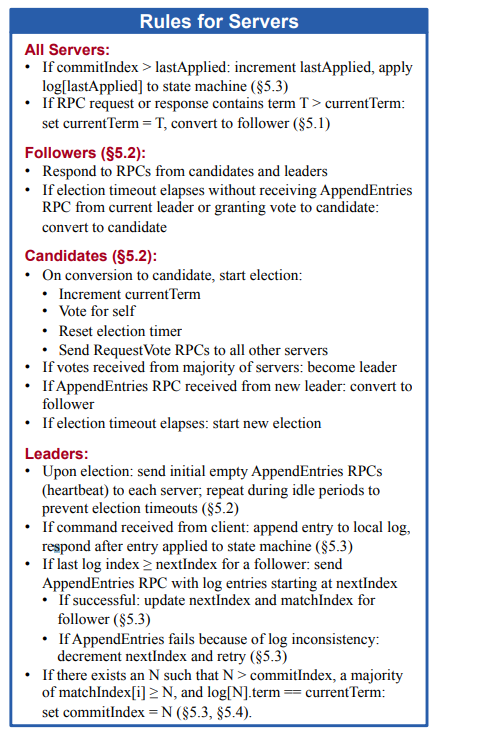 Rules for Servers
All Servers:
• If commitIndex > lastApplied: increment lastApplied, apply
log[lastApplied] to state machine (§5.3)
• If RPC request or response contains term T > currentTerm:
set currentTerm = T, convert to follower (§5.1)
Followers (§5.2):
• Respond to RPCs from candidates and leaders
• If election timeout elapses without receiving AppendEntries
RPC from current leader or granting vote to candidate:
convert to candidate
Candidates (§5.2):
• On conversion to candidate, start election:
• Increment currentTerm
• Vote for self
• Reset election timer
• Send RequestVote RPCs to all other servers
• If votes received from majority of servers: become leader
• If AppendEntries RPC received from new leader: convert to
follower
• If election timeout elapses: start new election
Leaders:
• Upon election: send initial empty AppendEntries RPCs
(heartbeat) to each server; repeat during idle periods to
prevent election timeouts (§5.2)
• If command received from client: append entry to local log,
respond after entry applied to state machine (§5.3)
• If last log index ≥ nextIndex for a follower: send
AppendEntries RPC with log entries starting at nextIndex
• If successful: update nextIndex and matchIndex for
follower (§5.3)
• If AppendEntries fails because of log inconsistency:
decrement nextIndex and retry (§5.3)
• If there exists an N such that N > commitIndex, a majority
of matchIndex[i] ≥ N, and log[N].term == currentTerm:
set commitIndex = N (§5.3, §5.4).